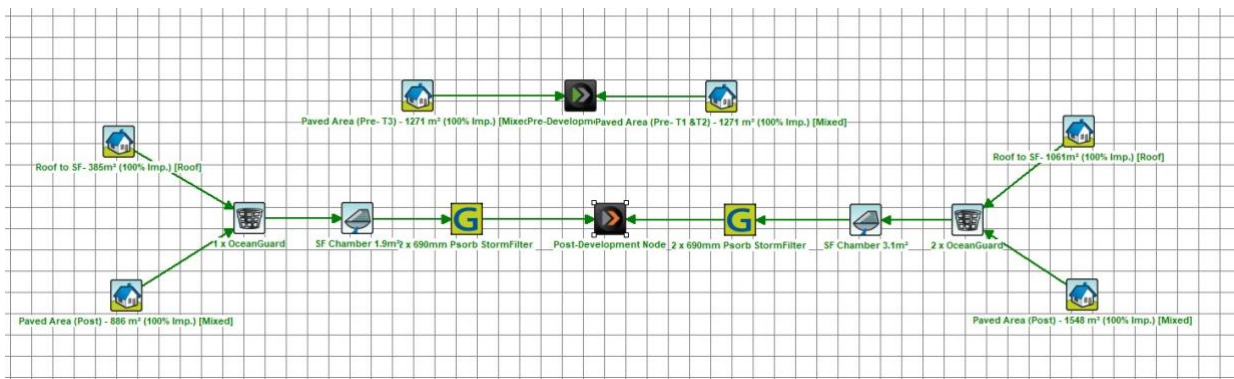 Paved Area (Pre- T3) - 1271 m² (100% Imp.) [Mixed
Pre-Developm
Paved Area (Pre- T1 &T2) - 1271 m² (100% Imp.) [Mixed]
Roof to SF- 385m² (100% Imp.) [Roof]
Roof to SF- 1061m² (100% Imp.) [Roof]
1 x OceanGuard
SF Chamber 1.9m²
2 x 690mm Psorb StormFilter
G
Post-Development Node
2 x 690mm Psorb StormFilter
G
SF Chamber 3.1m²
2 x OceanGuard
Paved Area (Post) - 886 m² (100% Imp.) [Mixed]
Paved Area (Post) - 1548 m² (100% Imp.) [Mixed]